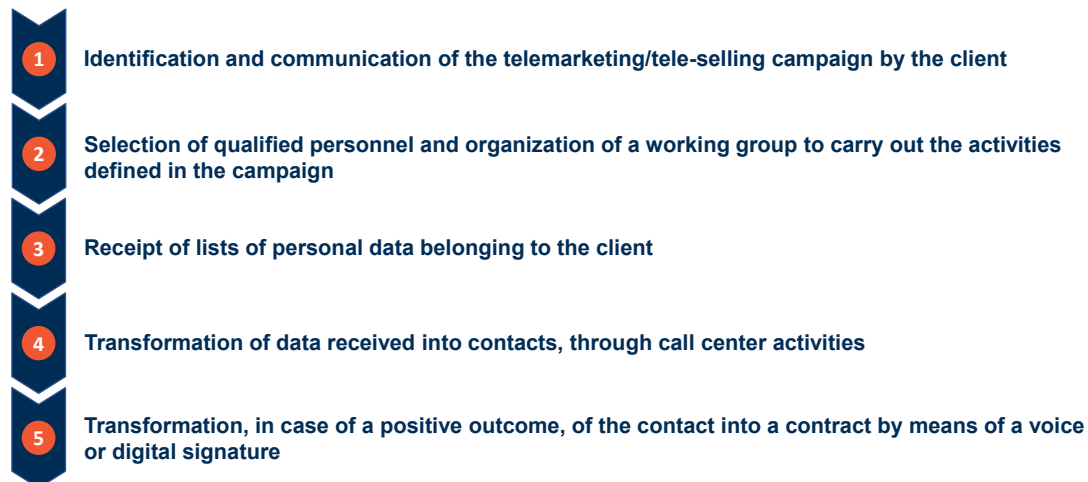 1
Identification and communication of the telemarketing/tele-selling campaign by the client
2
Selection of qualified personnel and organization of a working group to carry out the activities
defined in the campaign
3
Receipt of lists of personal data belonging to the client
4
Transformation of data received into contacts, through call center activities
5
Transformation, in case of a positive outcome, of the contact into a contract by means of a voice
or digital signature